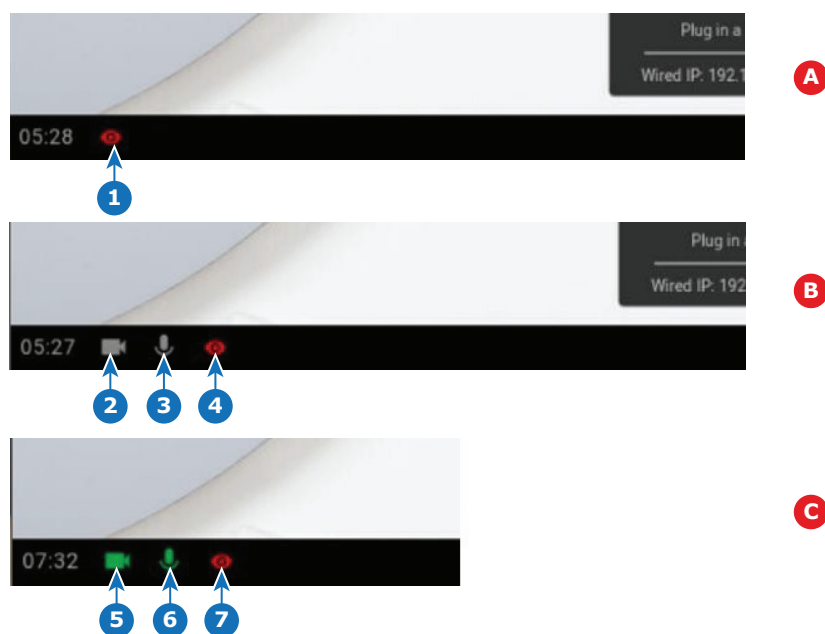 Plug in a
Wired IP: 192.1
A
05:28
1
Plug in
Wired IP: 192
B
05:27
2 3 4
C
07:32
5 6 7